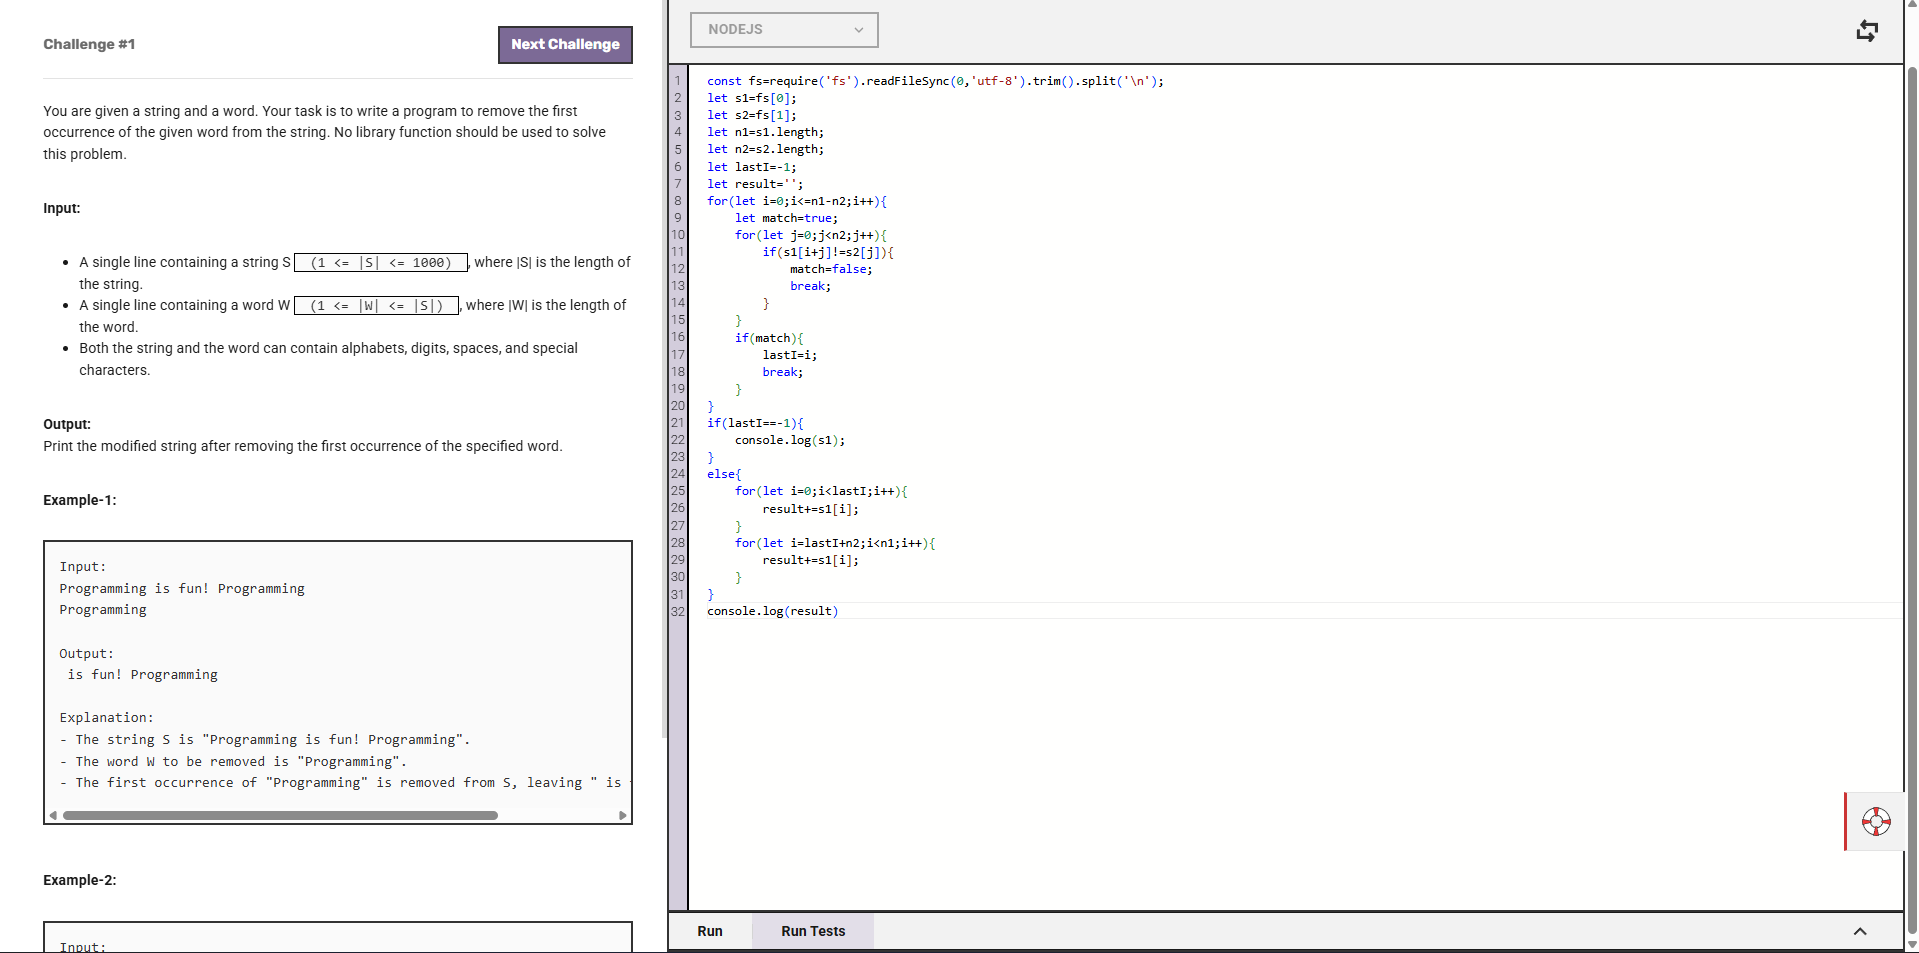 Challenge #1
Next Challenge
You are given a string and a word. Your task is to write a program to remove the first
occurrence of the given word from the string. No library function should be used to solve
this problem.
Input:
A single line containing a string S (1 <= |S| <= 1000) , where |S| is the length of
the string.
A single line containing a word W (1 <= |W| <= |S|) , where |W| is the length of
the word.
Both the string and the word can contain alphabets, digits, spaces, and special
characters.
Output:
Print the modified string after removing the first occurrence of the specified word.
Example-1:
Input:
Programming is fun! Programming
Programming
Output:
 is fun! Programming
Explanation:
- The string S is "Programming is fun! Programming".
- The word W to be removed is "Programming".
- The first occurrence of "Programming" is removed from S, leaving " is
Example-2:
Input:
NODEJS
1 const fs=require('fs').readFileSync(0,'utf-8').trim().split('\n');
2 let s1=fs[0];
3 let s2=fs[1];
4 let n1=s1.length;
5 let n2=s2.length;
6 let lastI=-1;
7 let result='';
8 for(let i=0;i<=n1-n2;i++){
9     let match=true;
10     for(let j=0;j<n2;j++){
11         if(s1[i+j]!=s2[j]){
12             match=false;
13             break;
14         }
15     }
16     if(match){
17         lastI=i;
18         break;
19     }
20 }
21 if(lastI==-1){
22     console.log(s1);
23 }
24 else{
25     for(let i=0;i<lastI;i++){
26         result+=s1[i];
27     }
28     for(let i=lastI+n2;i<n1;i++){
29         result+=s1[i];
30     }
31 }
32 console.log(result)
Run
Run Tests